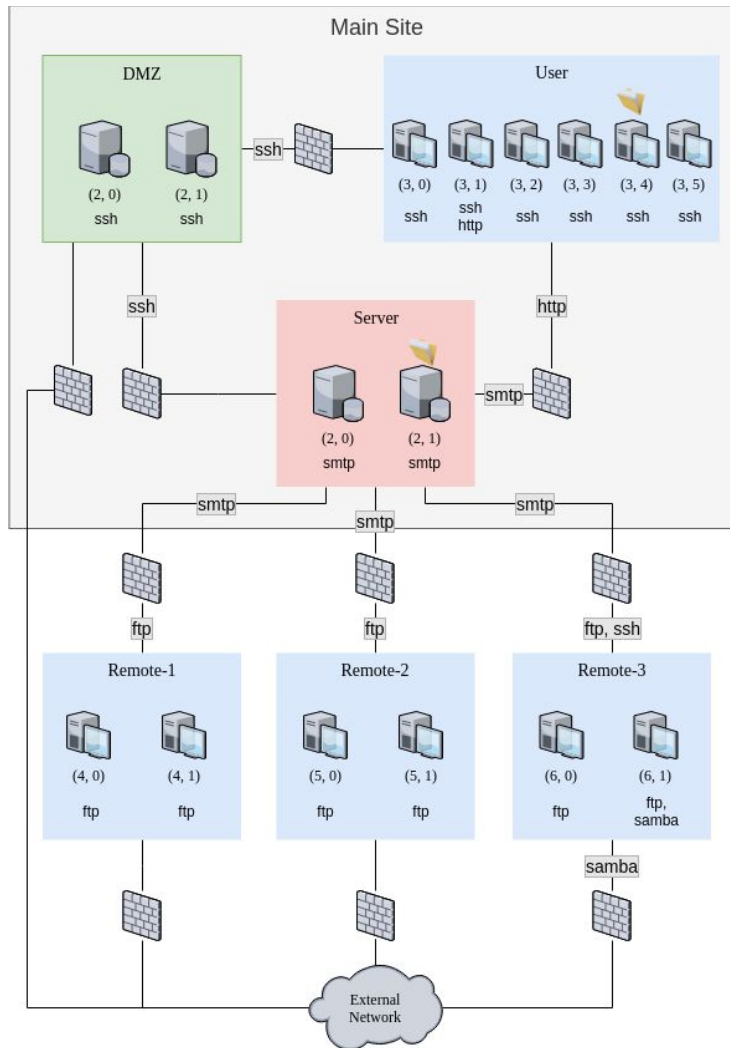 Main Site
DMZ
(2, 0)
ssh
(2, 1)
ssh
ssh
User
(3, 0)
ssh
(3, 1)
ssh
http
(3, 2)
ssh
(3, 3)
ssh
(3, 4)
ssh
(3, 5)
ssh
ssh
http
Server
(2, 0)
smtp
(2, 1)
smtp
smtp
smtp
smtp
smtp
ftp
ftp
ftp, ssh
Remote-1
(4, 0)
ftp
(4, 1)
ftp
Remote-2
(5, 0)
ftp
(5, 1)
ftp
Remote-3
(6, 0)
ftp
(6, 1)
ftp,
samba
samba
External
Network